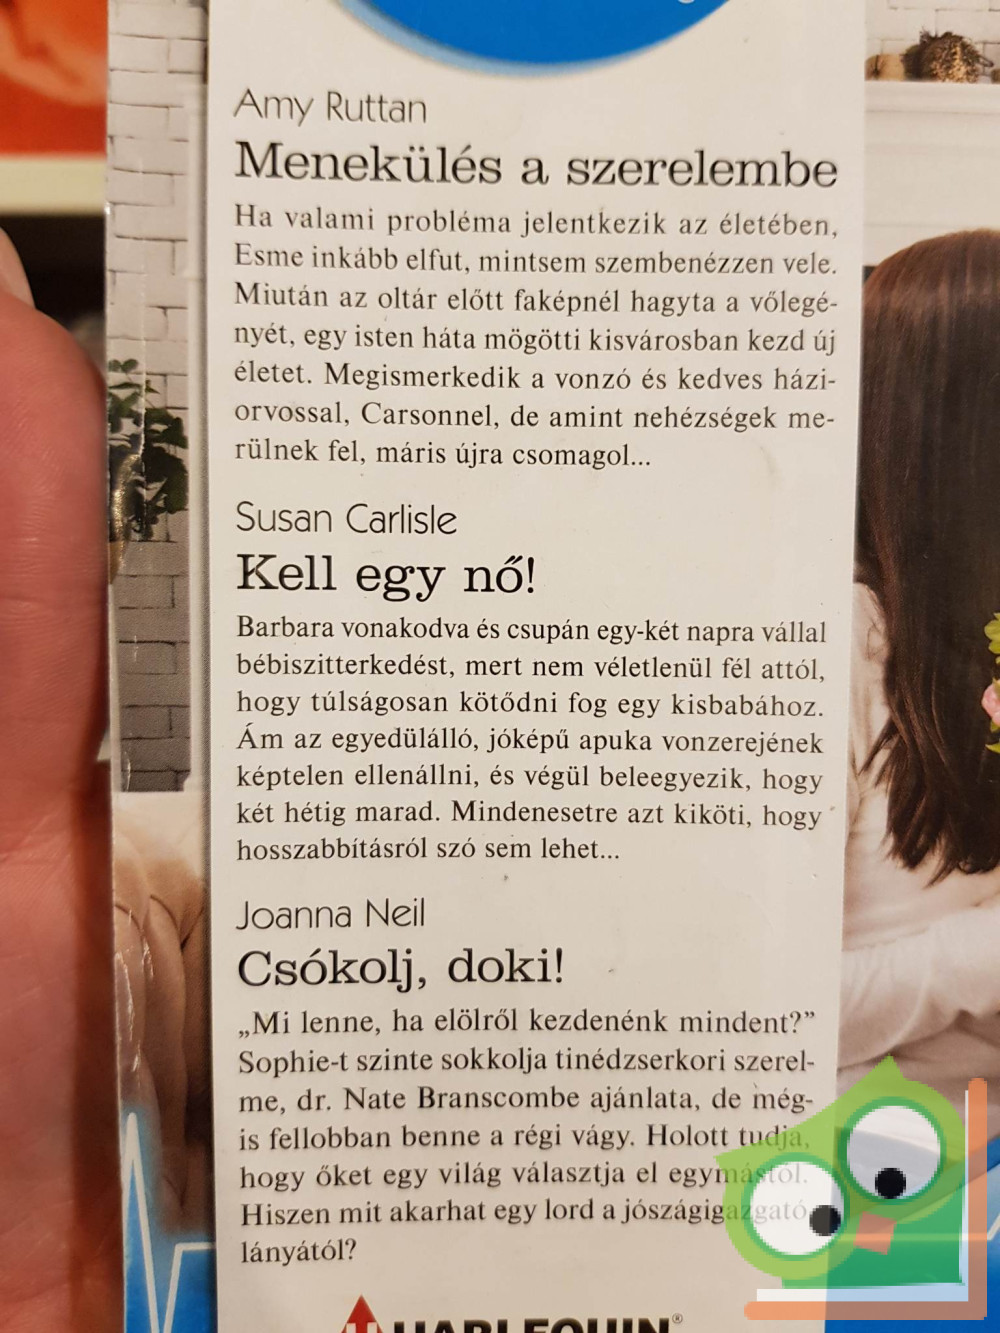 Amy Ruttan
Menekülés a szerelembe
Ha valami probléma jelentkezik az életében,
Esme inkább elfut, mintsem szembenézzen vele.
Miután az oltár előtt faképnél hagyta a vőlegé-
nyét, egy isten háta mögötti kisvárosban kezd új
életet. Megismerkedik a vonzó és kedves házi-
orvossal, Carsonnel, de amint nehézségek me-
rülnek fel, máris újra csomagol...
Susan Carlisle
Kell egy nő!
Barbara vonakodva és csupán egy-két napra vállal
bébiszitterkedést, mert nem véletlenül fél attól,
hogy túlságosan kötődni fog egy kisbabához.
Ám az egyedülálló, jóképű apuka vonzerejének
képtelen ellenállni, és végül beleegyezik, hogy
két hétig marad. Mindenesetre azt kiköti, hogy
hosszabbításról szó sem lehet...
Joanna Neil
Csókolj, doki!
„Mi lenne, ha elölről kezdenénk mindent?”
Sophie-t szinte sokkolja tinédzserkori szerel-
me, dr. Nate Branscombe ajánlata, de még-
is fellobban benne a régi vágy. Holott tudja,
hogy őket egy világ választja el egymástól.
Hiszen mit akarhat egy lord a jószágigazgató
lányától?
HARLEQUIN®